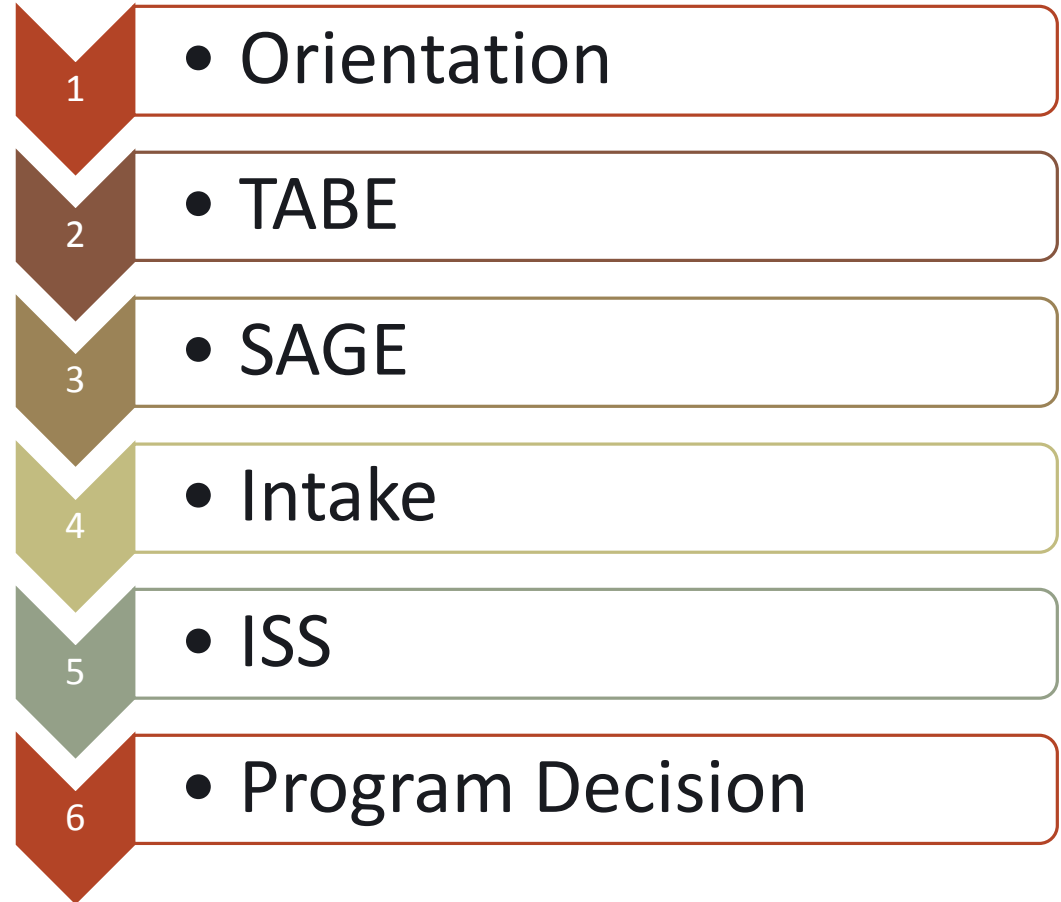 1 • Orientation
2 • TABE
3 • SAGE
4 • Intake
5 • ISS
6 • Program Decision